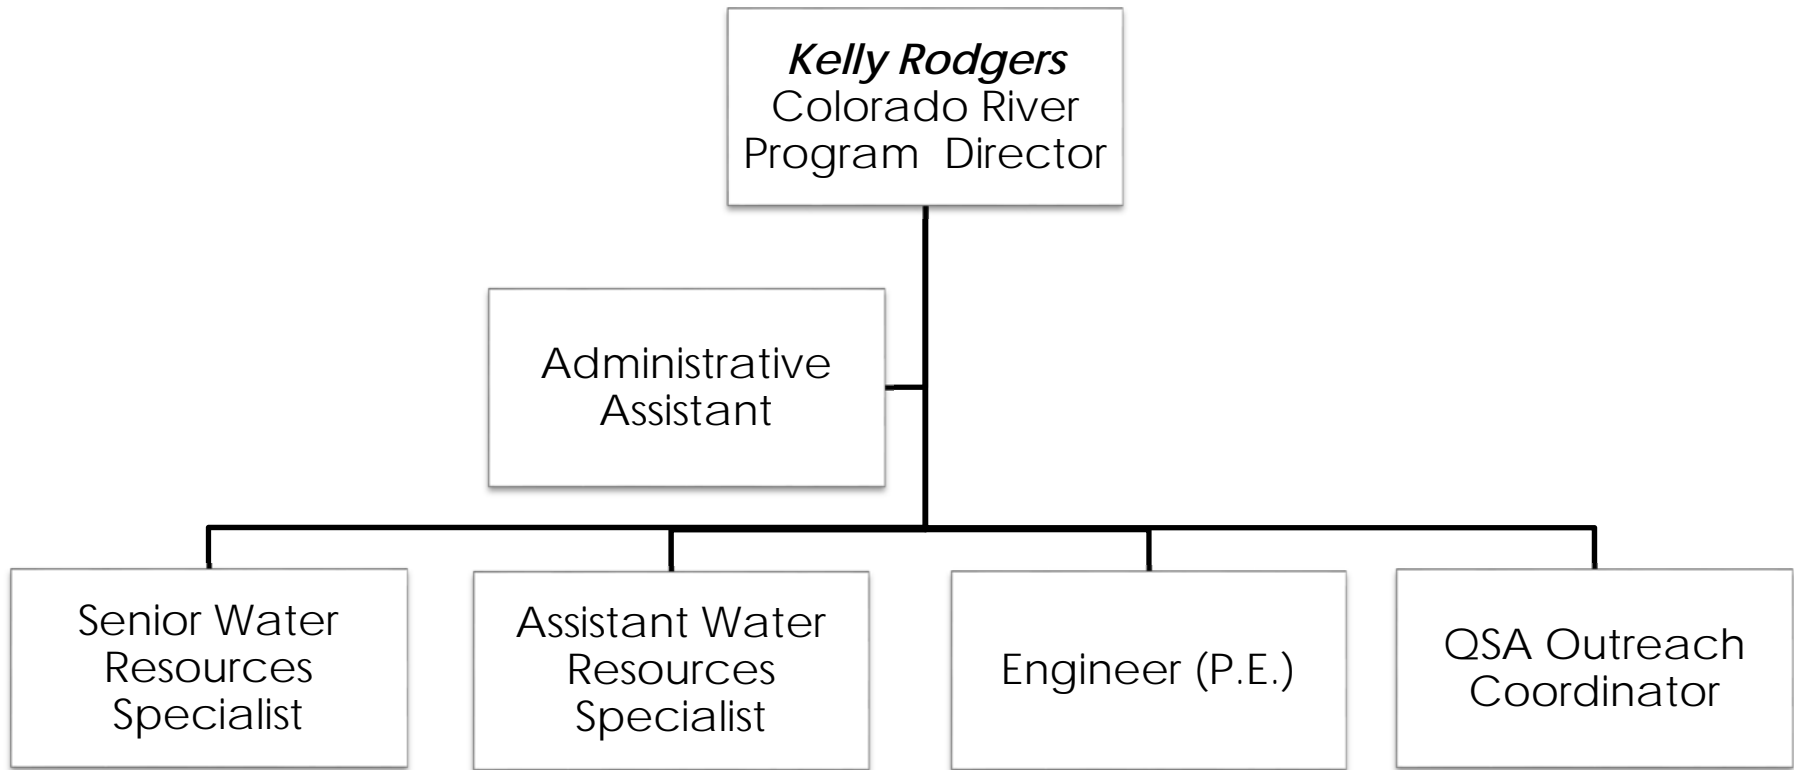 Kelly Rodgers
Colorado River
Program Director
Administrative
Assistant
Senior Water
Resources
Specialist
Assistant Water
Resources
Specialist
Engineer (P.E.)
QSA Outreach
Coordinator